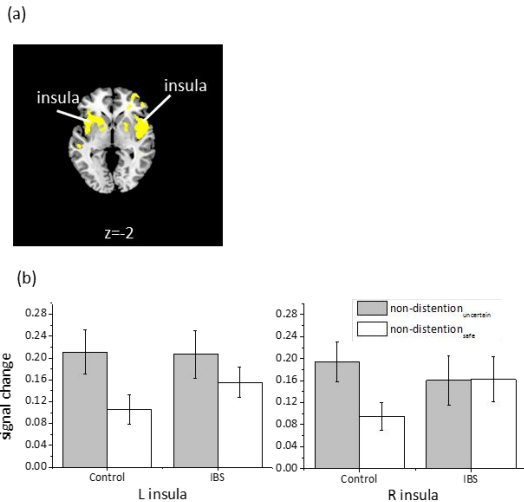 (a)
insula
insula
z=-2
(b)
signal change
0.28
0.24
0.20
0.16
0.12
0.08
0.04
0.00
Control
IBS
L insula
0.28
0.24
0.20
0.16
0.12
0.08
0.04
0.00
non-distention uncertain
non-distention safe
Control
IBS
R insula